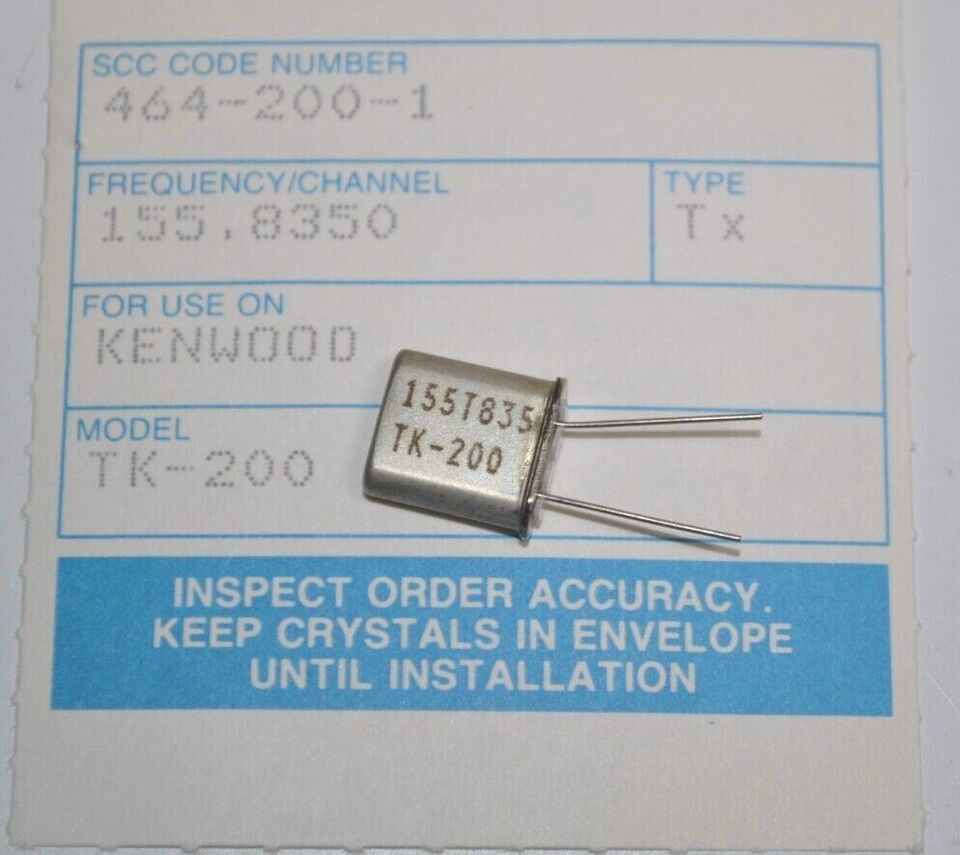 SCC CODE NUMBER
464-200-1
FREQUENCY/CHANNEL
155.8350
TYPE
Tx
FOR USE ON
KENWOOD
MODEL
TK-200
155T835
TK-200
INSPECT ORDER ACCURACY.
KEEP CRYSTALS IN ENVELOPE
UNTIL INSTALLATION